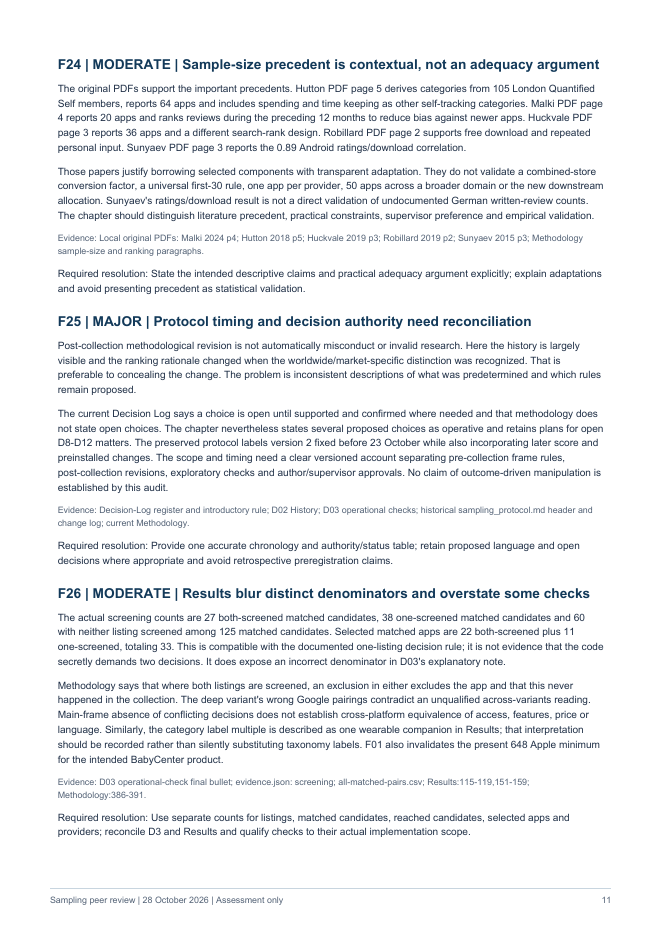 F24 | MODERATE | Sample-size precedent is contextual, not an adequacy argument
The original PDFs support the important precedents. Hutton PDF page 5 derives categories from 105 London Quantified
Self members, reports 64 apps and includes spending and time keeping as other self-tracking categories. Malki PDF page
4 reports 20 apps and ranks reviews during the preceding 12 months to reduce bias against newer apps. Huckvale PDF
page 3 reports 36 apps and a different search-rank design. Robillard PDF page 2 supports free download and repeated
personal input. Sunyaev PDF page 3 reports the 0.89 Android ratings/download correlation.
Those papers justify borrowing selected components with transparent adaptation. They do not validate a combined-store
conversion factor, a universal first-30 rule, one app per provider, 50 apps across a broader domain or the new downstream
allocation. Sunyaev's ratings/download result is not a direct validation of undocumented German written-review counts.
The chapter should distinguish literature precedent, practical constraints, supervisor preference and empirical validation.
Evidence: Local original PDFs: Malki 2024 p4; Hutton 2018 p5; Huckvale 2019 p3; Robillard 2019 p2; Sunyaev 2015 p3; Methodology
sample-size and ranking paragraphs.
Required resolution: State the intended descriptive claims and practical adequacy argument explicitly; explain adaptations
and avoid presenting precedent as statistical validation.
F25 | MAJOR | Protocol timing and decision authority need reconciliation
Post-collection methodological revision is not automatically misconduct or invalid research. Here the history is largely
visible and the ranking rationale changed when the worldwide/market-specific distinction was recognized. That is
preferable to concealing the change. The problem is inconsistent descriptions of what was predetermined and which rules
remain proposed.
The current Decision Log says a choice is open until supported and confirmed where needed and that methodology does
not state open choices. The chapter nevertheless states several proposed choices as operative and retains plans for open
D8-D12 matters. The preserved protocol labels version 2 fixed before 23 October while also incorporating later score and
preinstalled changes. The scope and timing need a clear versioned account separating pre-collection frame rules,
post-collection revisions, exploratory checks and author/supervisor approvals. No claim of outcome-driven manipulation is
established by this audit.
Evidence: Decision-Log register and introductory rule; D02 History; D03 operational checks; historical sampling_protocol.md header and
change log; current Methodology.
Required resolution: Provide one accurate chronology and authority/status table; retain proposed language and open
decisions where appropriate and avoid retrospective preregistration claims.
F26 | MODERATE | Results blur distinct denominators and overstate some checks
The actual screening counts are 27 both-screened matched candidates, 38 one-screened matched candidates and 60
with neither listing screened among 125 matched candidates. Selected matched apps are 22 both-screened plus 11
one-screened, totaling 33. This is compatible with the documented one-listing decision rule; it is not evidence that the code
secretly demands two decisions. It does expose an incorrect denominator in D03's explanatory note.
Methodology says that where both listings are screened, an exclusion in either excludes the app and that this never
happened in the collection. The deep variant's wrong Google pairings contradict an unqualified across-variants reading.
Main-frame absence of conflicting decisions does not establish cross-platform equivalence of access, features, price or
language. Similarly, the category label multiple is described as one wearable companion in Results; that interpretation
should be recorded rather than silently substituting taxonomy labels. F01 also invalidates the present 648 Apple minimum
for the intended BabyCenter product.
Evidence: D03 operational-check final bullet; evidence.json: screening; all-matched-pairs.csv; Results:115-119,151-159;
Methodology:386-391.
Required resolution: Use separate counts for listings, matched candidates, reached candidates, selected apps and
providers; reconcile D3 and Results and qualify checks to their actual implementation scope.
Sampling peer review | 28 October 2026 | Assessment only
11